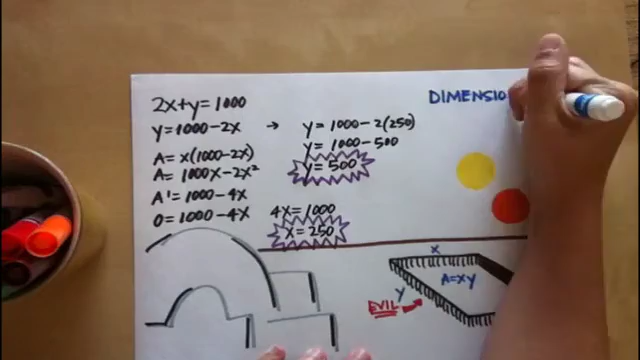 2x+y=1000
y=1000-2x → y=1000-2(250)
y=1000-500
A=x(1000-2x)
A=1000x-2x²
y=500
A'=1000-4x
0=1000-4x
4x=1000
x=250
DIMENSIO
x
A=xy
y
EVIL